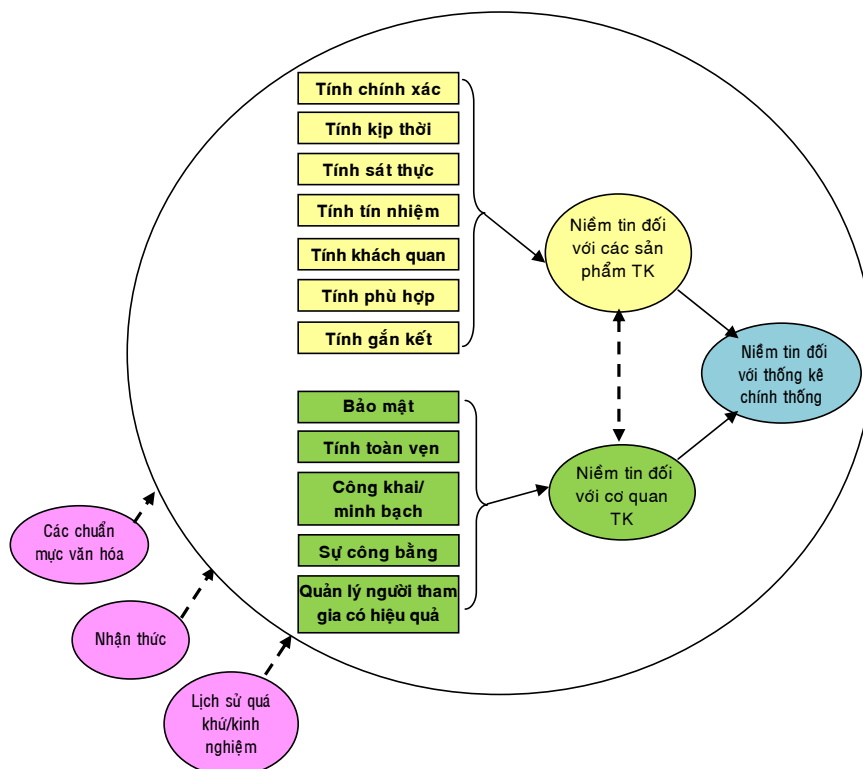 Tính chính xác
Tính kịp thời
Tính sát thực
Tính tín nhiệm
Tính khách quan
Tính phù hợp
Tính gắn kết
Niềm tin đối
với các sản
phẩm TK
Niềm tin đối
với thống kê
chính thống
Bảo mật
Tính toàn vẹn
Công khai/
minh bạch
Sự công bằng
Quản lý người tham
gia có hiệu quả
Niềm tin đối
với cơ quan
TK
Các chuẩn
mực văn hóa
Nhận thức
Lịch sử quá
khứ/kinh
nghiệm